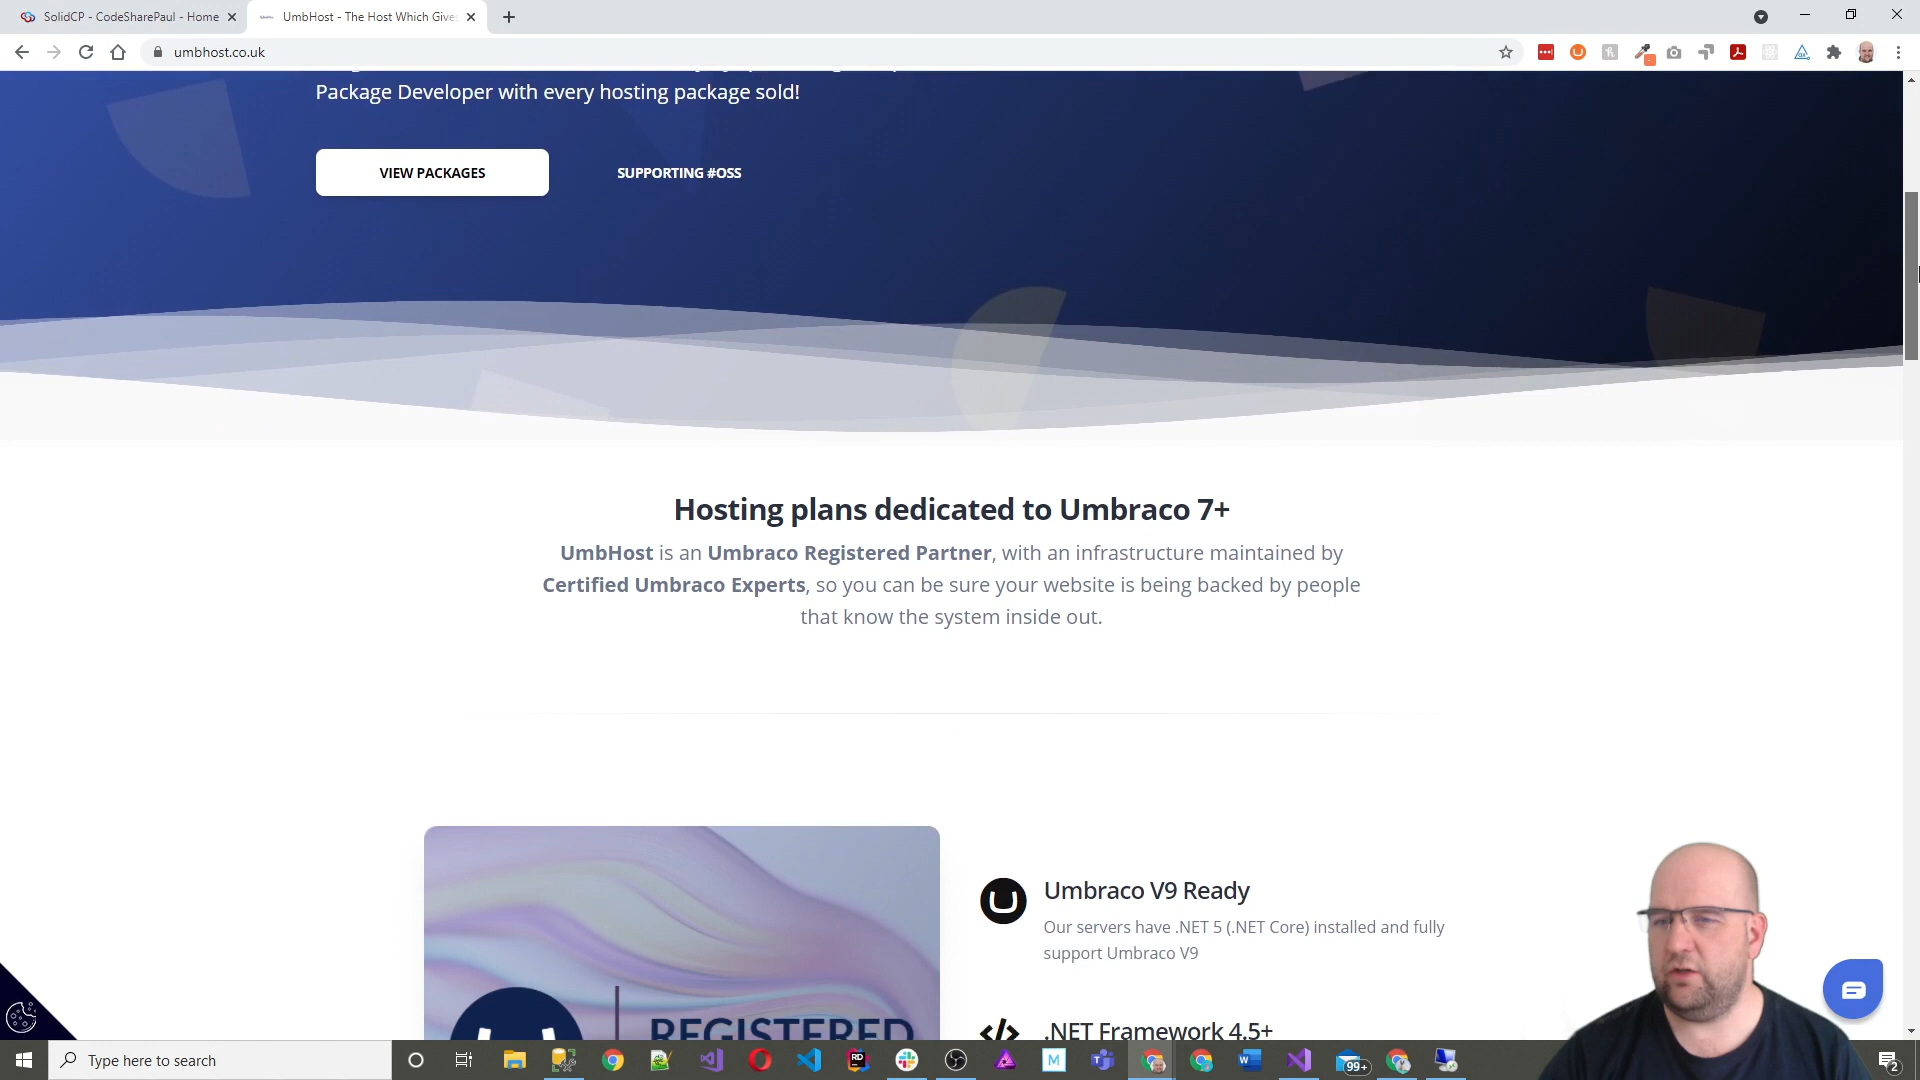 SolidCP - CodeSharePaul - Home
UmbHost - The Host Which Give
umbhost.co.uk
Package Developer with every hosting package sold!
VIEW PACKAGES
SUPPORTING #OSS
Hosting plans dedicated to Umbraco 7+
UmbHost is an Umbraco Registered Partner, with an infrastructure maintained by
Certified Umbraco Experts, so you can be sure your website is being backed by people
that know the system inside out.
Umbraco V9 Ready
Our servers have .NET 5 (.NET Core) installed and fully
support Umbraco V9
REGISTERED
.NET Framework 4.5+
Type here to search
RD
M
99+
2